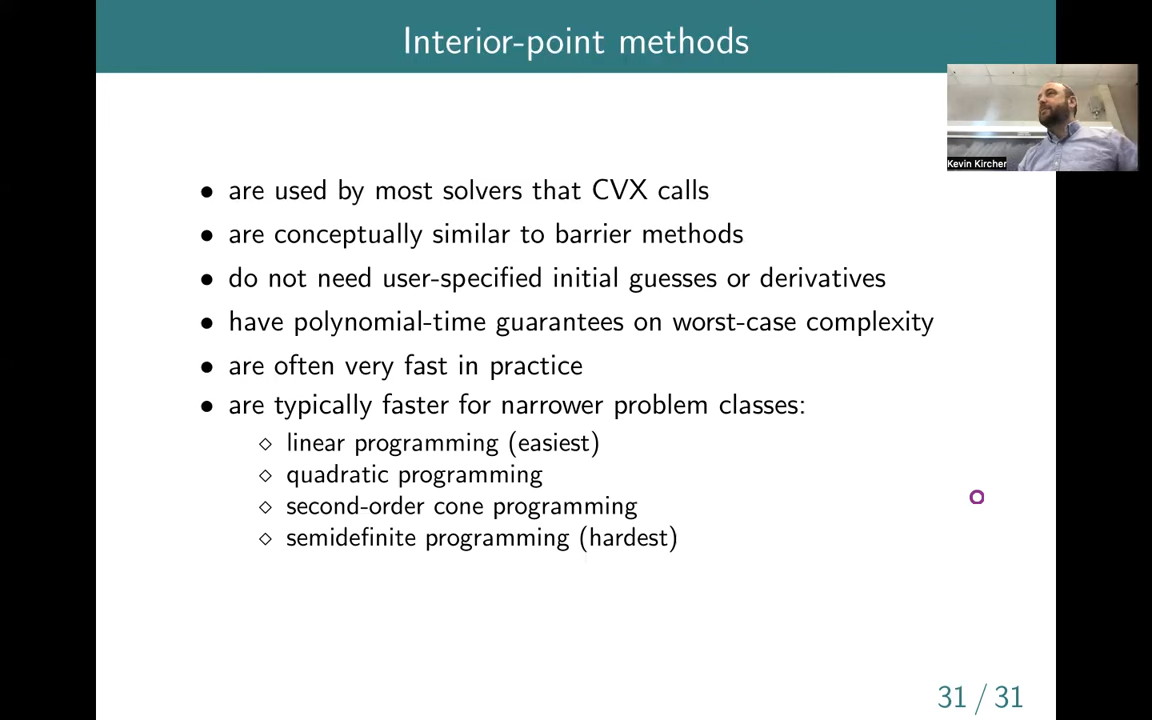 Interior-point methods
Kevin Kircher
• are used by most solvers that CVX calls
• are conceptually similar to barrier methods
• do not need user-specified initial guesses or derivatives
• have polynomial-time guarantees on worst-case complexity
• are often very fast in practice
• are typically faster for narrower problem classes:
⋄ linear programming (easiest)
⋄ quadratic programming
⋄ second-order cone programming
⋄ semidefinite programming (hardest)
31 / 31